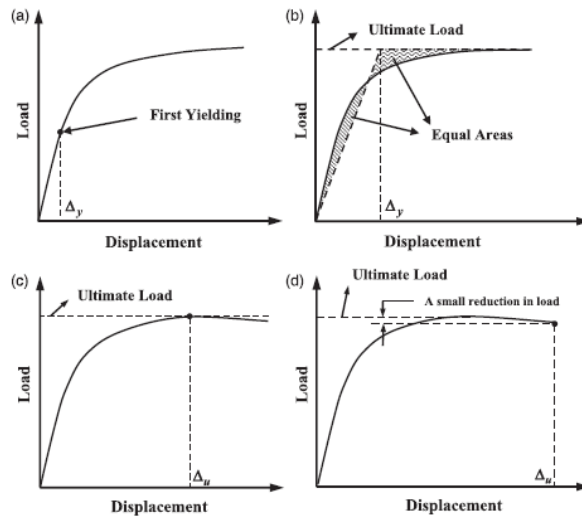 (a)
Load
First Yielding
Δy
Displacement
(b)
Ultimate Load
Load
Equal Areas
Δy
Displacement
(c)
Ultimate Load
Load
Δu
Displacement
(d)
Ultimate Load
A small reduction in load
Load
Δu
Displacement